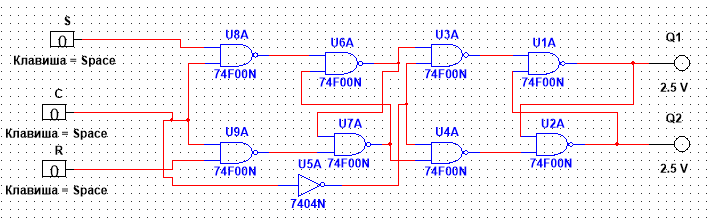 S
Клавиша = Space
C
Клавиша = Space
R
Клавиша = Space
U8A
74F00N
U9A
74F00N
U6A
74F00N
U7A
74F00N
U5A
7404N
U3A
74F00N
U4A
74F00N
U1A
74F00N
U2A
74F00N
Q1
2.5 V
Q2
2.5 V